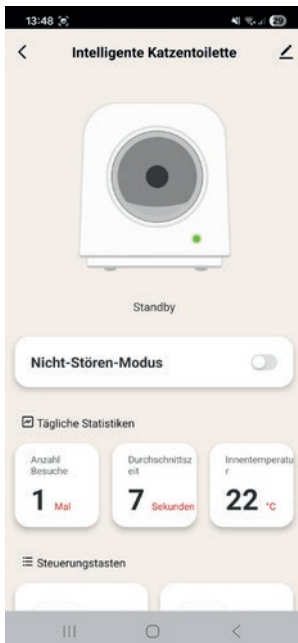 13:48
29
Intelligente Katzentoilette
Standby
Nicht-Stören-Modus
Tägliche Statistiken
Anzahl
Besuche
1 Mal
Durchschnittsz
eit
7 Sekunden
Innentemperatu
r
22 °C
Steuerungstasten